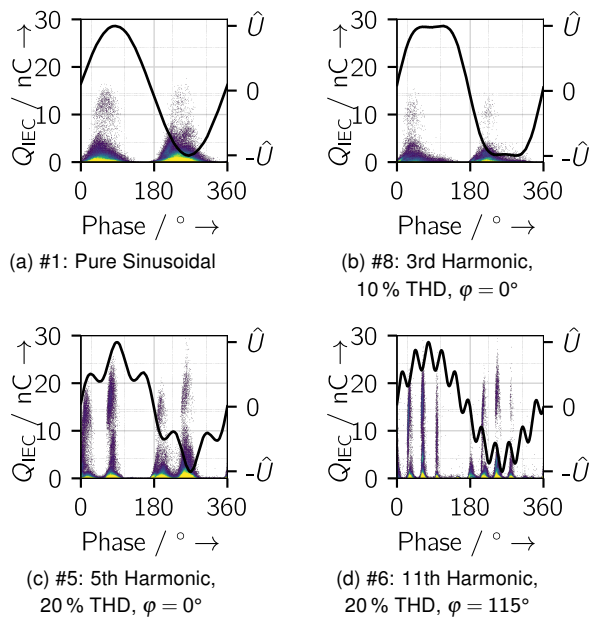 30
20
10
0
Q_IEC / nC →
Û
0
-Û
0 180 360
Phase / ° →
(a) #1: Pure Sinusoidal
30
20
10
0
Q_IEC / nC →
Û
0
-Û
0 180 360
Phase / ° →
(b) #8: 3rd Harmonic,
10 % THD, φ = 0°
30
20
10
0
Q_IEC / nC →
Û
0
-Û
0 180 360
Phase / ° →
(c) #5: 5th Harmonic,
20 % THD, φ = 0°
30
20
10
0
Q_IEC / nC →
Û
0
-Û
0 180 360
Phase / ° →
(d) #6: 11th Harmonic,
20 % THD, φ = 115°